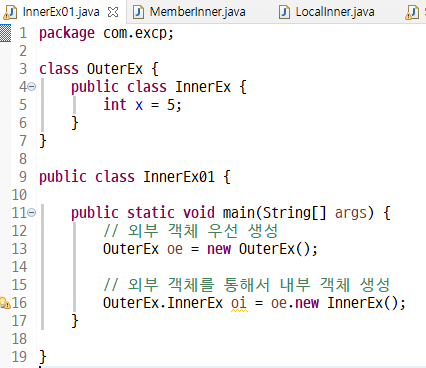 InnerEx01.java MemberInner.java LocalInner.java
1 package com.excp;
2
3 class OuterEx {
4 public class InnerEx {
5 int x = 5;
6 }
7 }
8
9 public class InnerEx01 {
10
11 public static void main(String[] args) {
12 // 외부 객체 우선 생성
13 OuterEx oe = new OuterEx();
14
15 // 외부 객체를 통해서 내부 객체 생성
16 OuterEx.InnerEx oi = oe.new InnerEx();
17 }
18
19 }